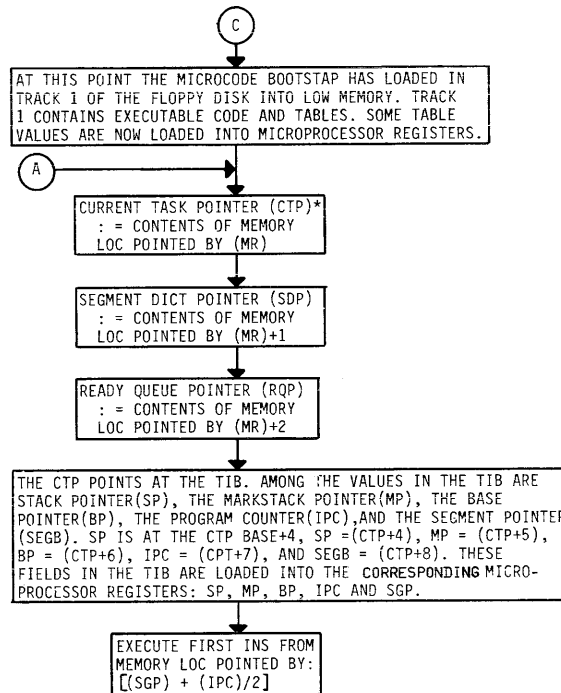 C
AT THIS POINT THE MICROCODE BOOTSTAP HAS LOADED IN
TRACK 1 OF THE FLOPPY DISK INTO LOW MEMORY. TRACK
1 CONTAINS EXECUTABLE CODE AND TABLES. SOME TABLE
VALUES ARE NOW LOADED INTO MICROPROCESSOR REGISTERS.
A
CURRENT TASK POINTER (CTP)*
: = CONTENTS OF MEMORY
LOC POINTED BY (MR)
SEGMENT DICT POINTER (SDP)
: = CONTENTS OF MEMORY
LOC POINTED BY (MR)+1
READY QUEUE POINTER (RQP)
: = CONTENTS OF MEMORY
LOC POINTED BY (MR)+2
THE CTP POINTS AT THE TIB. AMONG THE VALUES IN THE TIB ARE
STACK POINTER(SP), THE MARKSTACK POINTER(MP), THE BASE
POINTER(BP), THE PROGRAM COUNTER(IPC),AND THE SEGMENT POINTER
(SEGB). SP IS AT THE CTP BASE+4, SP =(CTP+4), MP = (CTP+5),
BP = (CTP+6), IPC = (CPT+7), AND SEGB = (CTP+8). THESE
FIELDS IN THE TIB ARE LOADED INTO THE CORRESPONDING MICRO-
PROCESSOR REGISTERS: SP, MP, BP, IPC AND SGP.
EXECUTE FIRST INS FROM
MEMORY LOC POINTED BY:
[(SGP) + (IPC)/2]